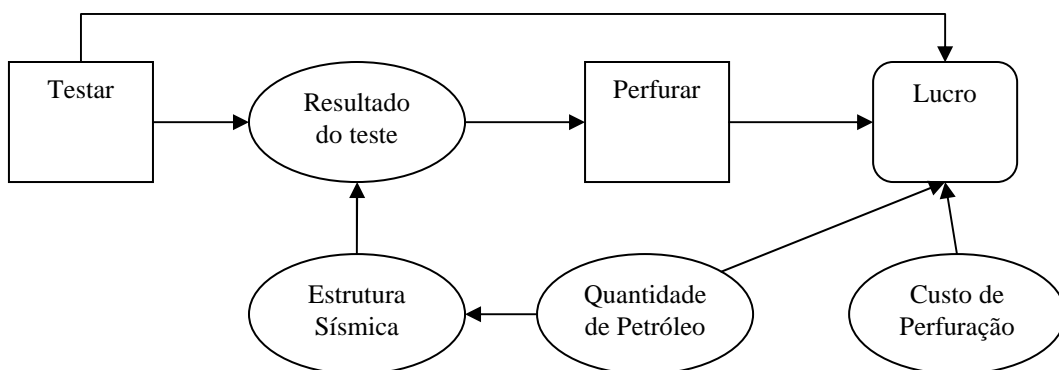 Testar
Resultado
do teste
Perfurar
Lucro
Estrutura
Sísmica
Quantidade
de Petróleo
Custo de
Perfuração